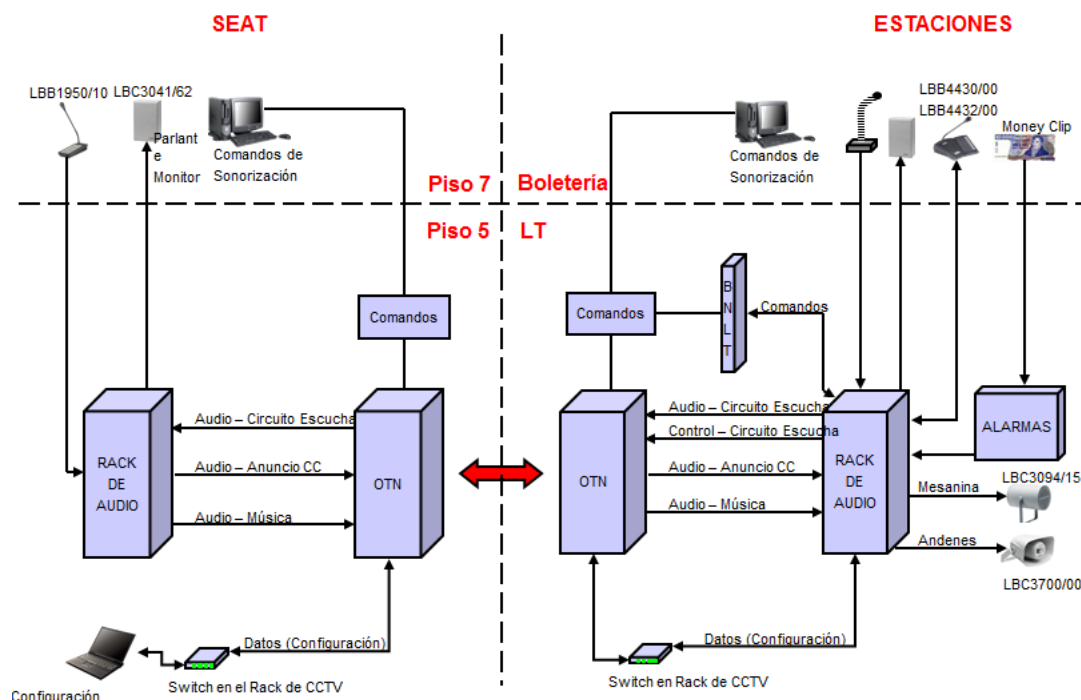 SEAT
ESTACIONES
LBB1950/10
LBC3041/62
Parlant
e
Monitor
Comandos de
Sonorización
Comandos de
Sonorización
LBB4430/00
LBB4432/00
Money Clip
Piso 7
Boletería
Piso 5
LT
Comandos
Comandos
B
N
L
T
Comandos
RACK
DE
AUDIO
Audio – Circuito Escucha
Audio – Anuncio CC
Audio – Música
OTN
OTN
Audio – Circuito Escucha
Control – Circuito Escucha
Audio – Anuncio CC
Audio – Música
RACK
DE
AUDIO
ALARMAS
LBC3094/15
Mesanina
Andenes
LBC3700/00
Datos (Configuración)
Switch en el Rack de CCTV
Configuración
Datos (Configuración)
Switch en Rack de CCTV